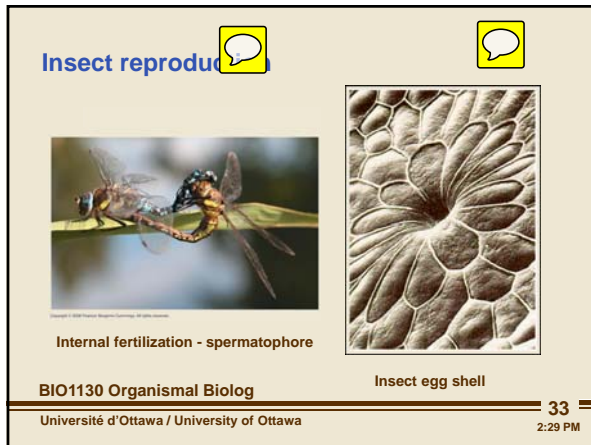 Insect reproduction
Internal fertilization - spermatophore
Insect egg shell
BIO1130 Organismal Biolog
Université d'Ottawa / University of Ottawa
33
2:29 PM